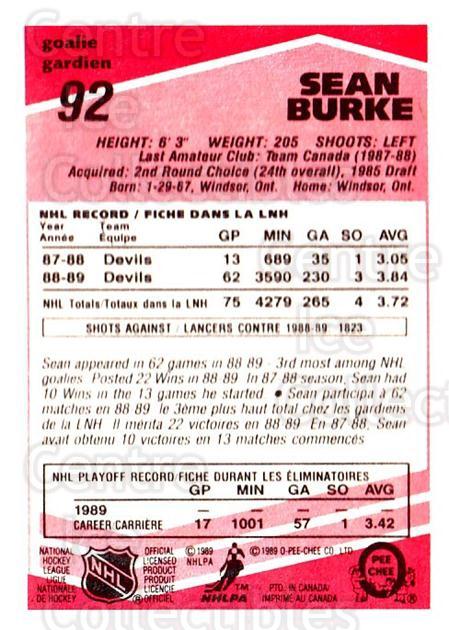 goalie
gardien
92
SEAN
BURKE
HEIGHT: 6' 3" WEIGHT: 205 SHOOTS: LEFT
Last Amateur Club: Team Canada (1987-88)
Acquired: 2nd Round Choice (24th overall), 1985 Draft
Born: 1-29-67, Windsor, Ont. Home: Windsor, Ont.
NHL RECORD / FICHE DANS LA LNH
Year Team
Année Équipe GP MIN GA SO AVG
87-88 Devils 13 689 35 1 3.05
88-89 Devils 62 3590 230 3 3.84
NHL Totals/Totaux dans la LNH 75 4279 265 4 3.72
SHOTS AGAINST / LANCERS CONTRE 1988-89 1823
Sean appeared in 62 games in 88 89 - 3rd most among NHL
goalies. Posted 22 Wins in 88 89. In 87 88 season, Sean had
10 Wins in the 13 games he started • Sean participa à 62
matches en 88 89 le 3ème plus haut total chez les gardiens
de la LNH Il mérita 22 victoires en 88 89. En 87 88, Sean
avait obtenu 10 victoires en 13 matches commencés
NHL PLAYOFF RECORD/FICHE DURANT LES ÉLIMINATOIRES
GP MIN GA SO AVG
1989 — — — — —
CAREER/CARRIÈRE 17 1001 57 1 3.42
NATIONAL
HOCKEY
LEAGUE
LIGUE
NATIONALE
DE HOCKEY
NHL
OFFICIAL
LICENSED
PRODUCT
PRODUIT
OFFICIEL
© 1989
NHLPA
NHLPA
™
© 1989 O-PEE-CHEE CO. LTD.
PTD. IN CANADA/
IMPRIMÉ AU CANADA
O
PEE
CHEE
Centre
Ice
Collectibles